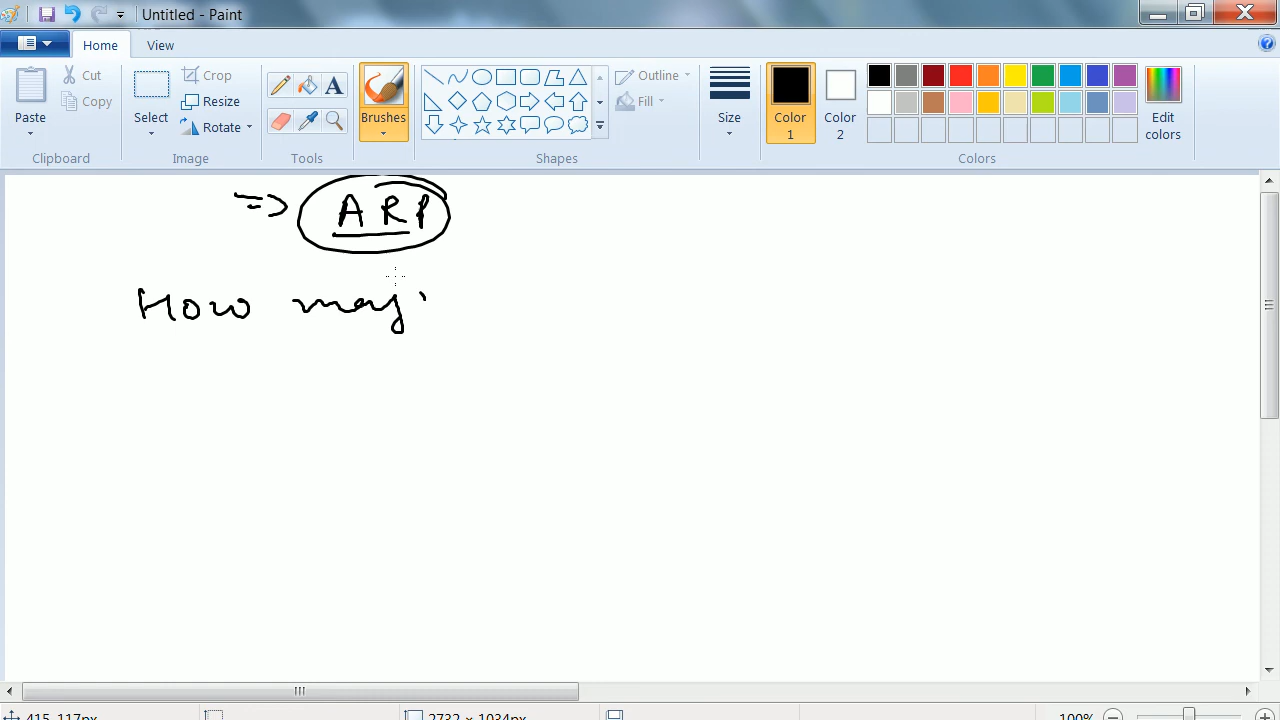 Untitled - Paint
Home View
Cut
Copy
Paste
Clipboard
Select
Crop
Resize
Rotate
Image
Tools
Brushes
Shapes
Outline
Fill
Size
Color 1
Color 2
Edit colors
Colors
=> ARP
How may
415, 117px
2732 × 1034px
100%